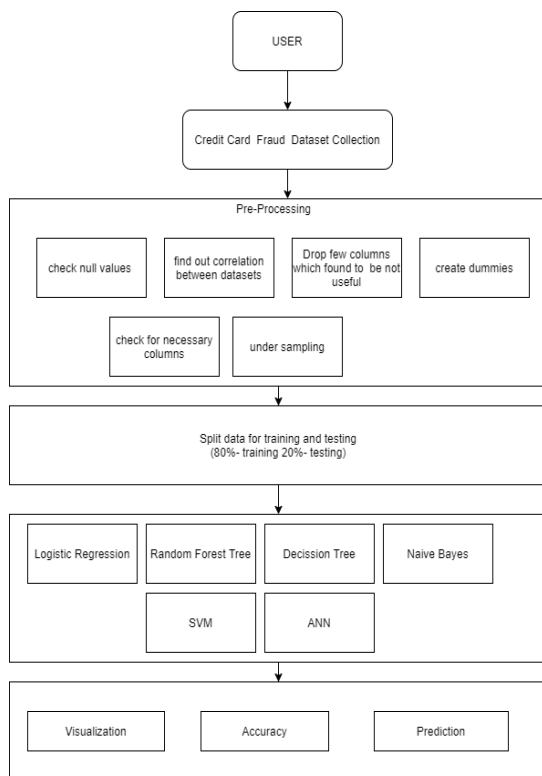 USER
Credit Card  Fraud  Dataset Collection
Pre-Processing
check null values
find out correlation
between datasets
Drop few columns
which found to  be not
useful
create dummies
check for necessary
columns
under sampling
Split data for training and testing
(80%- training 20%- testing)
Logistic Regression
Random Forest Tree
Decission Tree
Naive Bayes
SVM
ANN
Visualization
Accuracy
Prediction